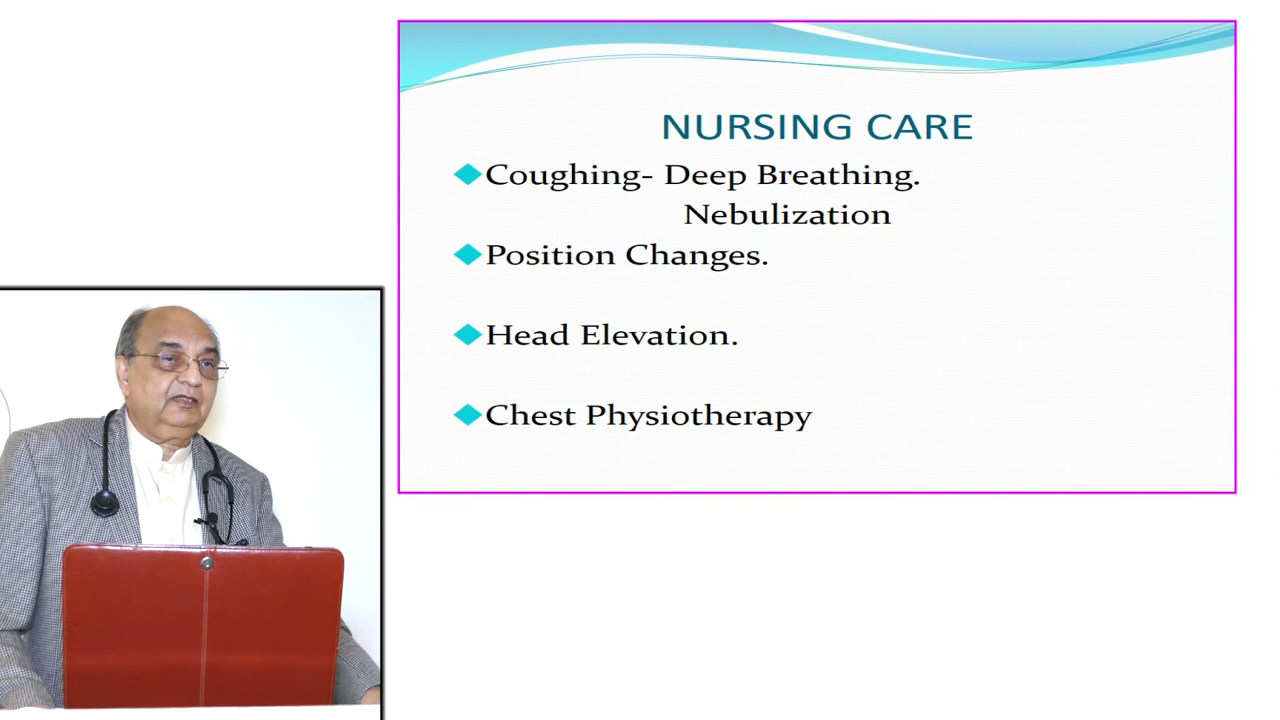 NURSING CARE
Coughing- Deep Breathing.
Nebulization
Position Changes.
Head Elevation.
Chest Physiotherapy